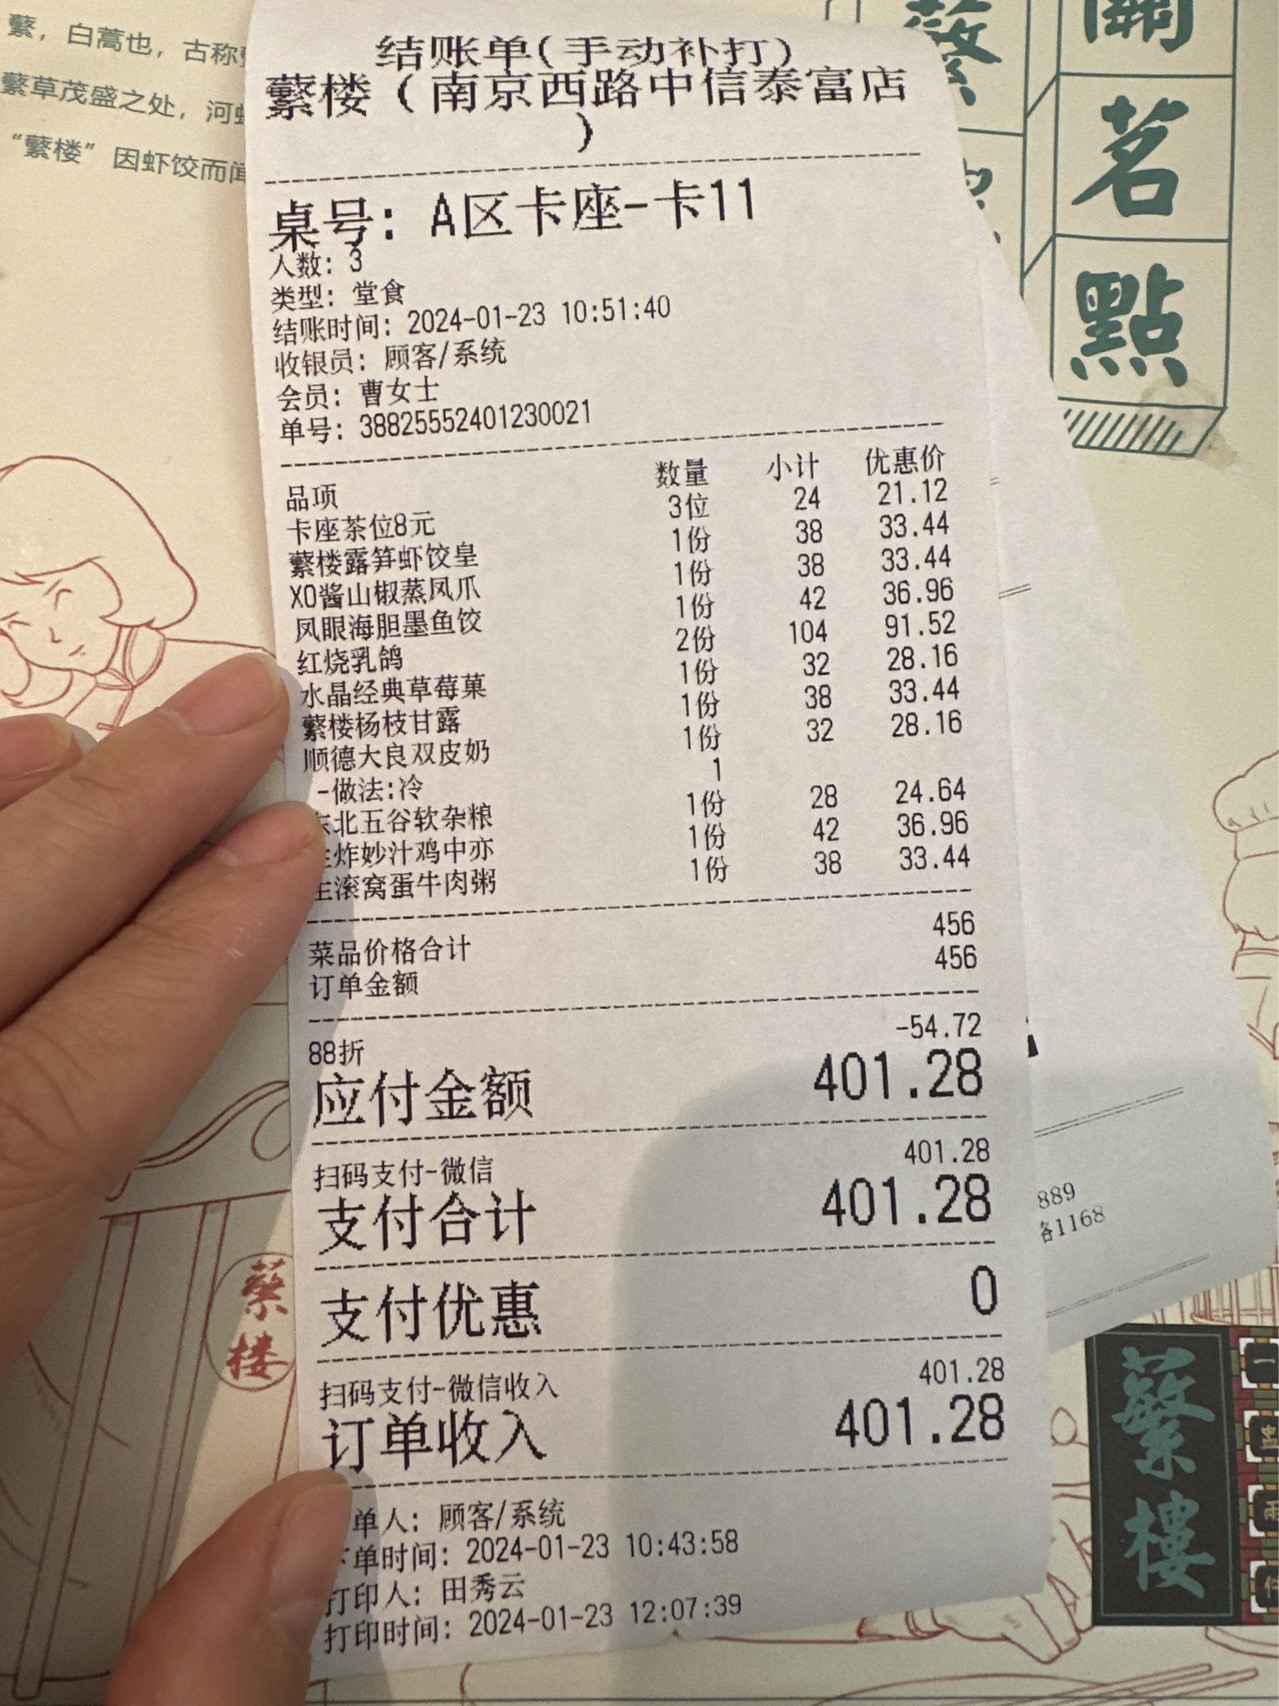 蘩，白蒿也，古称
蘩草茂盛之处，河
“蘩楼”因虾饺而闻
蘩
關
茗
點
结账单(手动补打)
蘩楼（南京西路中信泰富店
）
桌号: A区卡座-卡11
人数: 3
类型: 堂食
结账时间: 2024-01-23 10:51:40
收银员: 顾客/系统
会员: 曹女士
单号: 38825552401230021
品项 数量 小计 优惠价
卡座茶位8元 3位 24 21.12
蘩楼露笋虾饺皇 1份 38 33.44
XO酱山椒蒸凤爪 1份 38 33.44
凤眼海胆墨鱼饺 1份 42 36.96
红烧乳鸽 2份 104 91.52
水晶经典草莓菓 1份 32 28.16
蘩楼杨枝甘露 1份 38 33.44
顺德大良双皮奶 1份 32 28.16
-做法:冷 1
东北五谷软杂粮 1份 28 24.64
炸妙汁鸡中亦 1份 42 36.96
生滚窝蛋牛肉粥 1份 38 33.44
菜品价格合计 456
订单金额 456
88折 -54.72
应付金额 401.28
扫码支付-微信 401.28
支付合计 401.28
支付优惠 0
扫码支付-微信收入 401.28
订单收入 401.28
单人: 顾客/系统
下单时间: 2024-01-23 10:43:58
打印人: 田秀云
打印时间: 2024-01-23 12:07:39
889
各1168
蘩
楼
蘩
樓